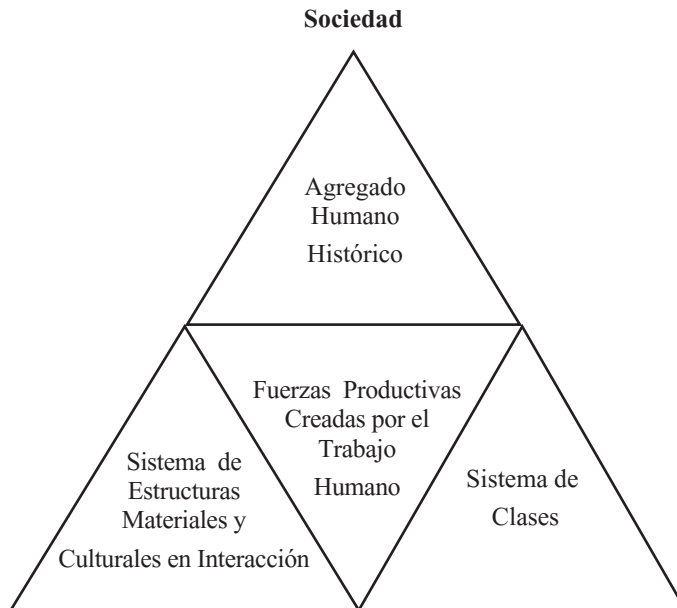 Sociedad
Agregado
Humano
Histórico
Fuerzas Productivas
Creadas por el
Trabajo
Humano
Sistema de
Estructuras
Materiales y
Culturales en Interacción
Sistema de
Clases